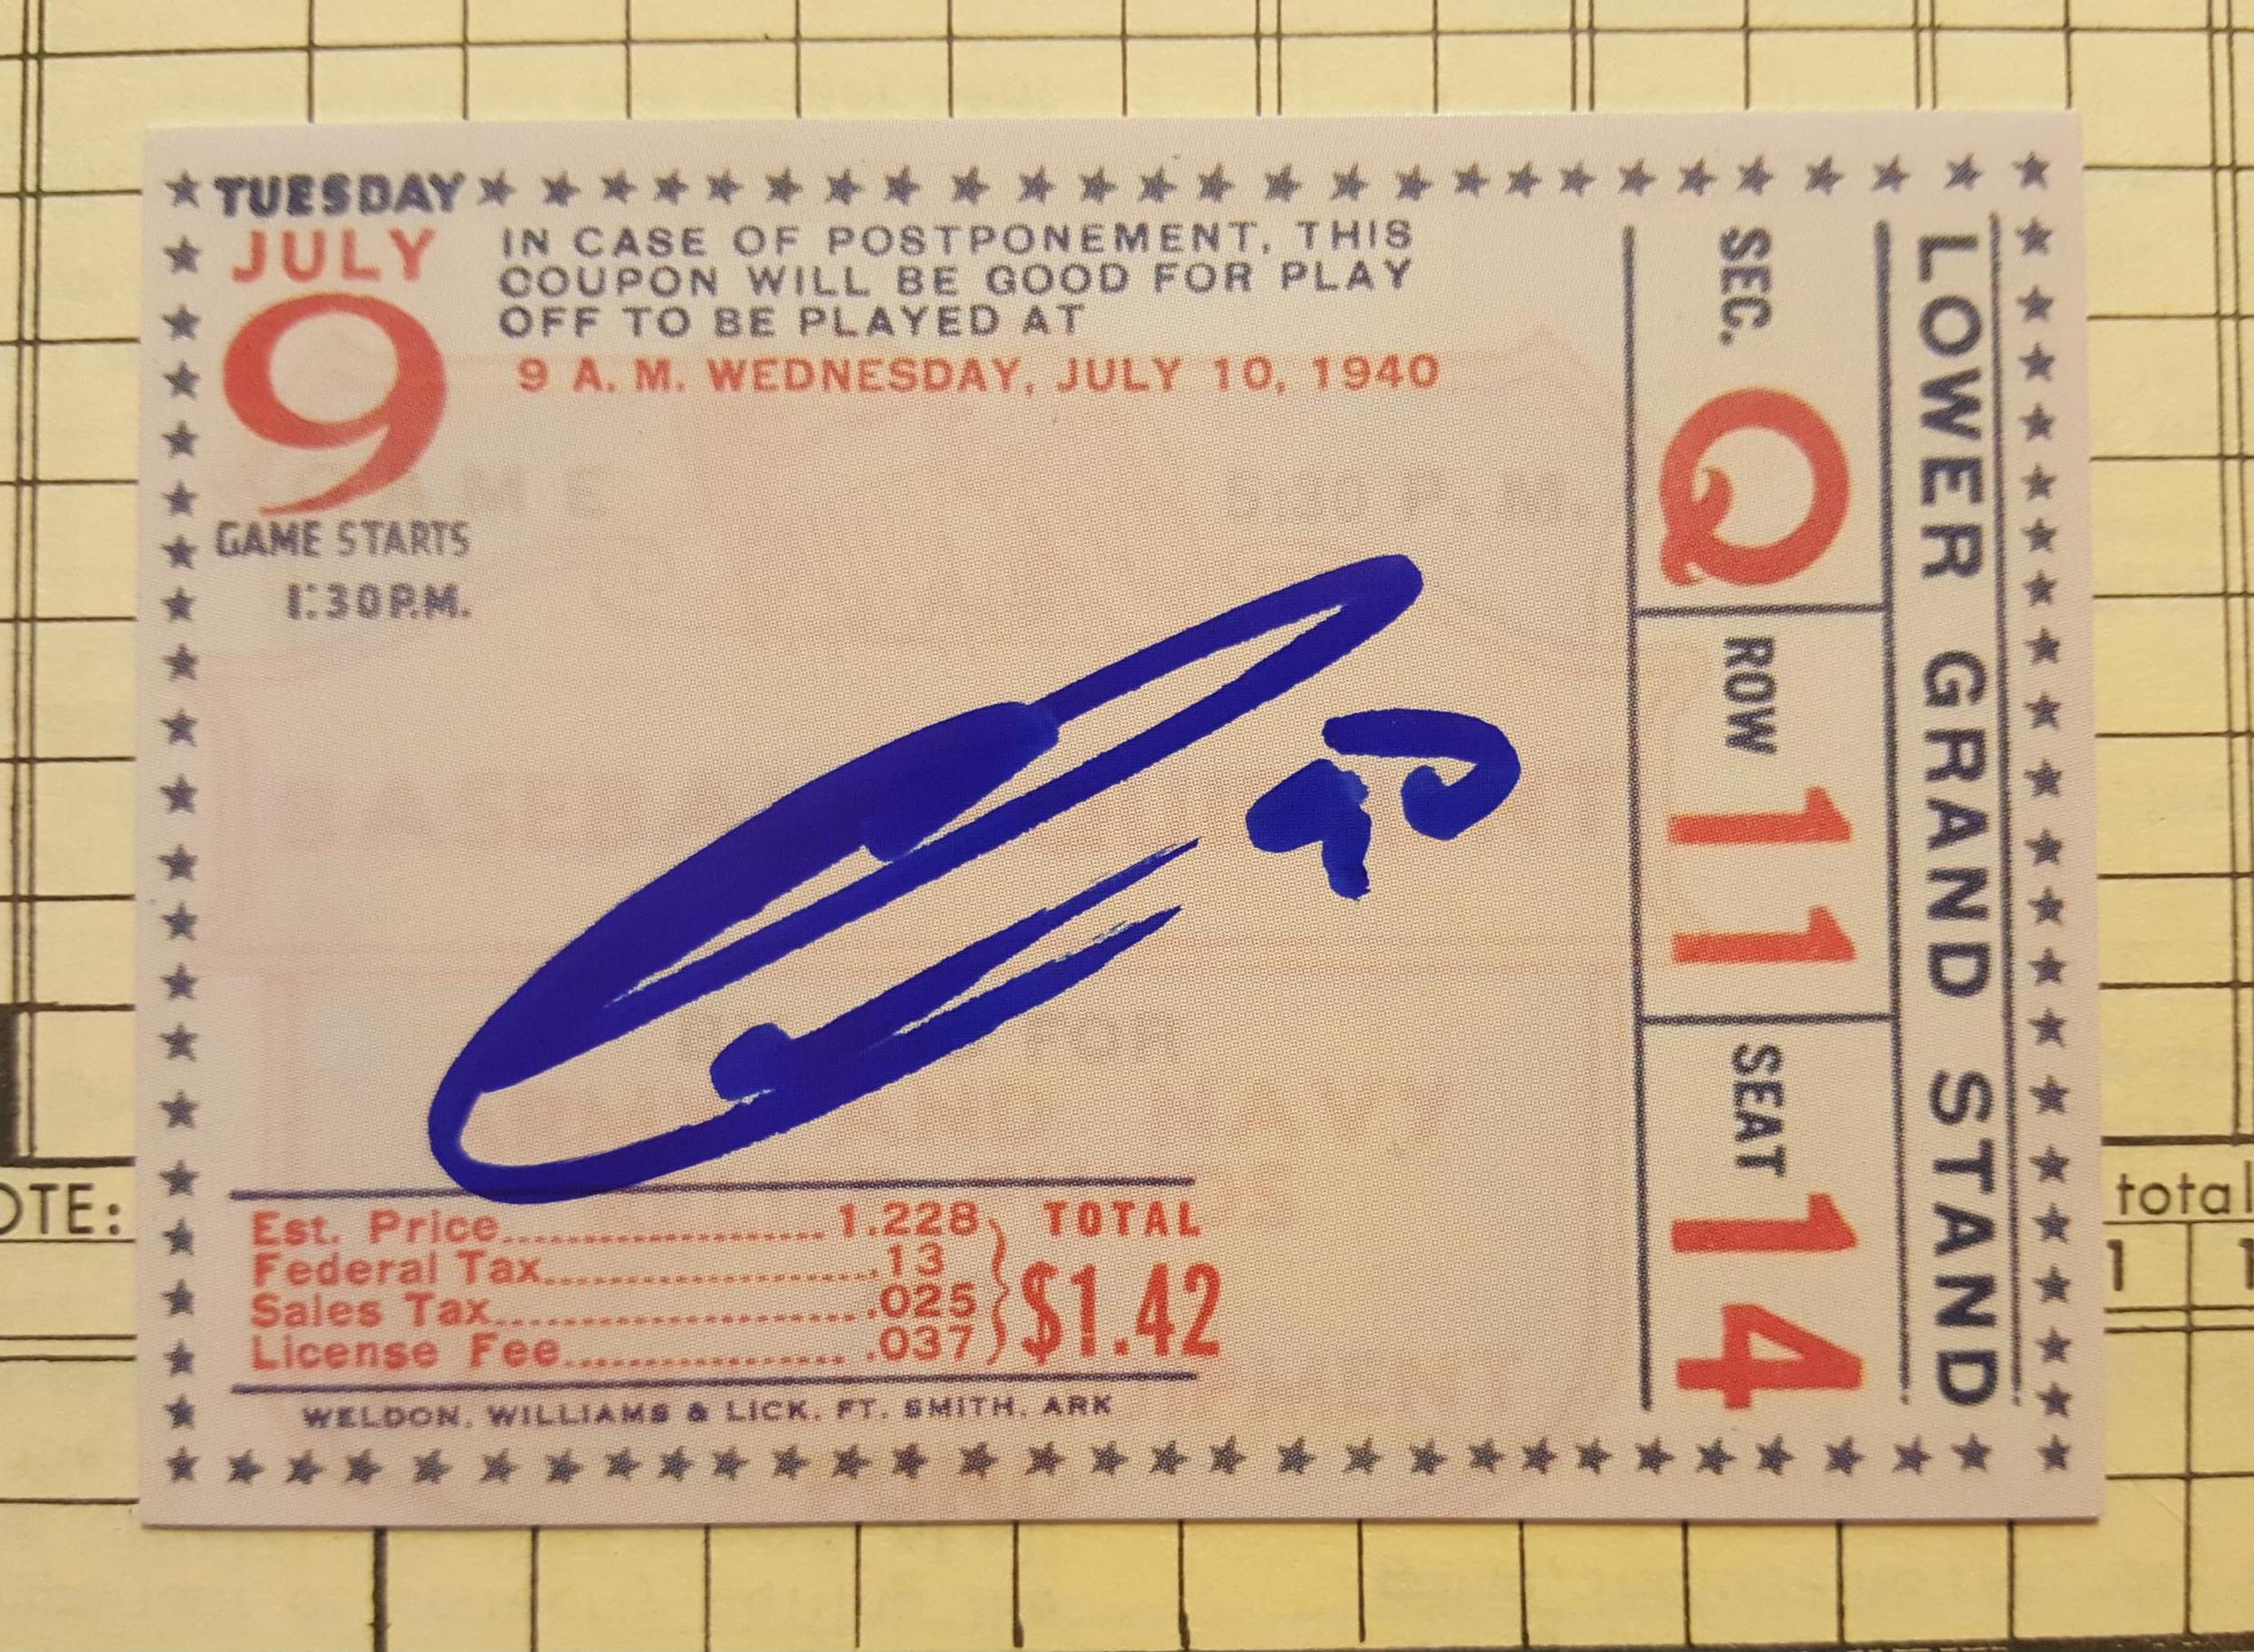 TUESDAY
JULY
9
GAME STARTS
1:30 P.M.
IN CASE OF POSTPONEMENT, THIS
COUPON WILL BE GOOD FOR PLAY
OFF TO BE PLAYED AT
9 A. M. WEDNESDAY, JULY 10, 1940
Est. Price 1.228
Federal Tax .13
Sales Tax .025
License Fee .037
TOTAL
$1.42
WELDON, WILLIAMS & LICK, FT. SMITH, ARK
SEC. Q
ROW 11
SEAT 14
LOWER GRAND STAND
OTE:
total
1 1